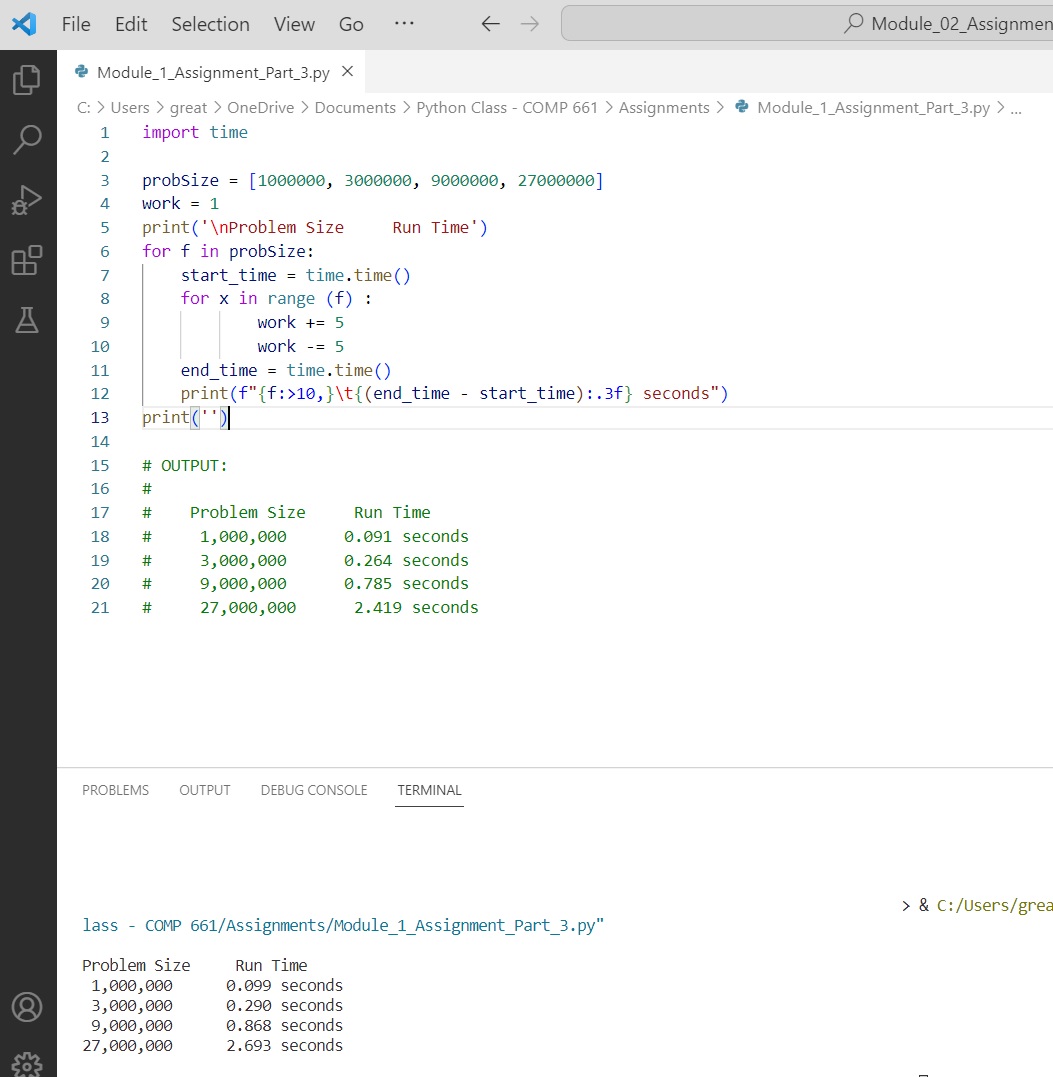 File Edit Selection View Go ··· Module_02_Assignmen
Module_1_Assignment_Part_3.py
C: > Users > great > OneDrive > Documents > Python Class - COMP 661 > Assignments > Module_1_Assignment_Part_3.py > ...
1 import time
2
3 probSize = [1000000, 3000000, 9000000, 27000000]
4 work = 1
5 print('\nProblem Size     Run Time')
6 for f in probSize:
7     start_time = time.time()
8     for x in range (f) :
9             work += 5
10             work -= 5
11     end_time = time.time()
12     print(f"{f:>10,}\t{(end_time - start_time):.3f} seconds")
13 print('')
14
15 # OUTPUT:
16 #
17 #    Problem Size     Run Time
18 #     1,000,000      0.091 seconds
19 #     3,000,000      0.264 seconds
20 #     9,000,000      0.785 seconds
21 #     27,000,000      2.419 seconds
PROBLEMS OUTPUT DEBUG CONSOLE TERMINAL
> & C:/Users/grea
lass - COMP 661/Assignments/Module_1_Assignment_Part_3.py"
Problem Size     Run Time
 1,000,000      0.099 seconds
 3,000,000      0.290 seconds
 9,000,000      0.868 seconds
27,000,000      2.693 seconds